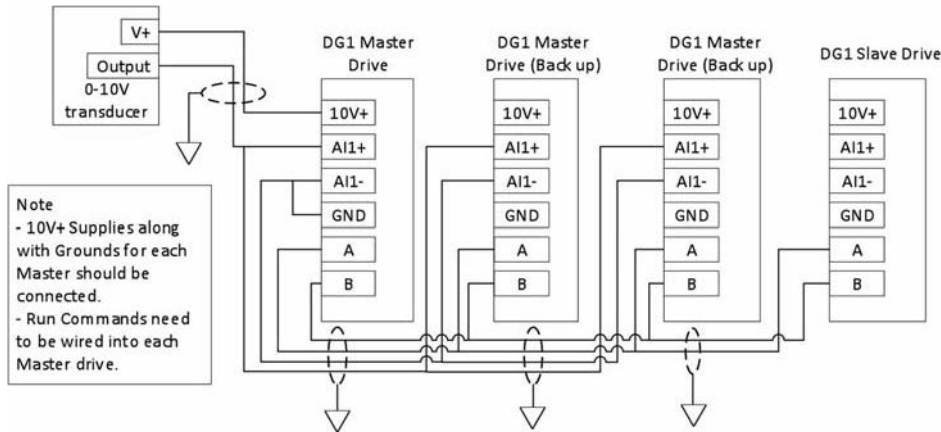 V+
Output
0-10V
transducer
DG1 Master
Drive
10V+
AI1+
AI1-
GND
A
B
DG1 Master
Drive (Back up)
10V+
AI1+
AI1-
GND
A
B
DG1 Master
Drive (Back up)
10V+
AI1+
AI1-
GND
A
B
DG1 Slave Drive
10V+
AI1+
AI1-
GND
A
B
Note
- 10V+ Supplies along
with Grounds for each
Master should be
connected.
- Run Commands need
to be wired into each
Master drive.